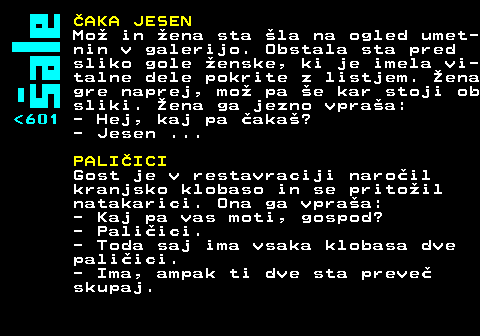 šale
<601
ČAKA JESEN
Mož in žena sta šla na ogled umet-
nin v galerijo. Obstala sta pred
sliko gole ženske, ki je imela vi-
talne dele pokrite z listjem. Žena
gre naprej, mož pa še kar stoji ob
sliki. Žena ga jezno vpraša:
- Hej, kaj pa čakaš?
- Jesen ...
PALIČICI
Gost je v restavraciji naročil
kranjsko klobaso in se pritožil
natakarici. Ona ga vpraša:
- Kaj pa vas moti, gospod?
- Paličici.
- Toda saj ima vsaka klobasa dve
paličici.
- Ima, ampak ti dve sta preveč
skupaj.